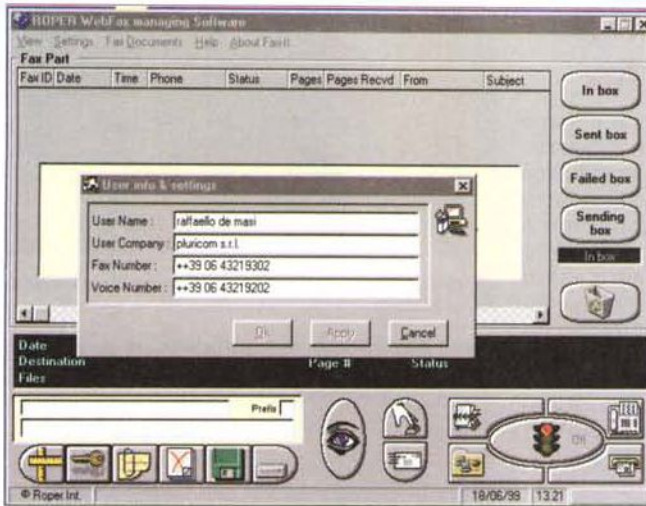 ROPER WebFax managing Software
View Settings Fax Documents Help About Fax It
Fax Part
Fax ID Date Time Phone Status Pages Pages Recvd From Subject
In box
Sent box
Failed box
Sending box
In box
User info & settings
User Name : raffaello de masi
User Company : pluricom s.r.l.
Fax Number : ++39 06 43219302
Voice Number : ++39 06 43219202
Ok Apply Cancel
Date
Destination Page # Status
Files
Prefix
Off
© Roper Int. 18/06/99 13.21